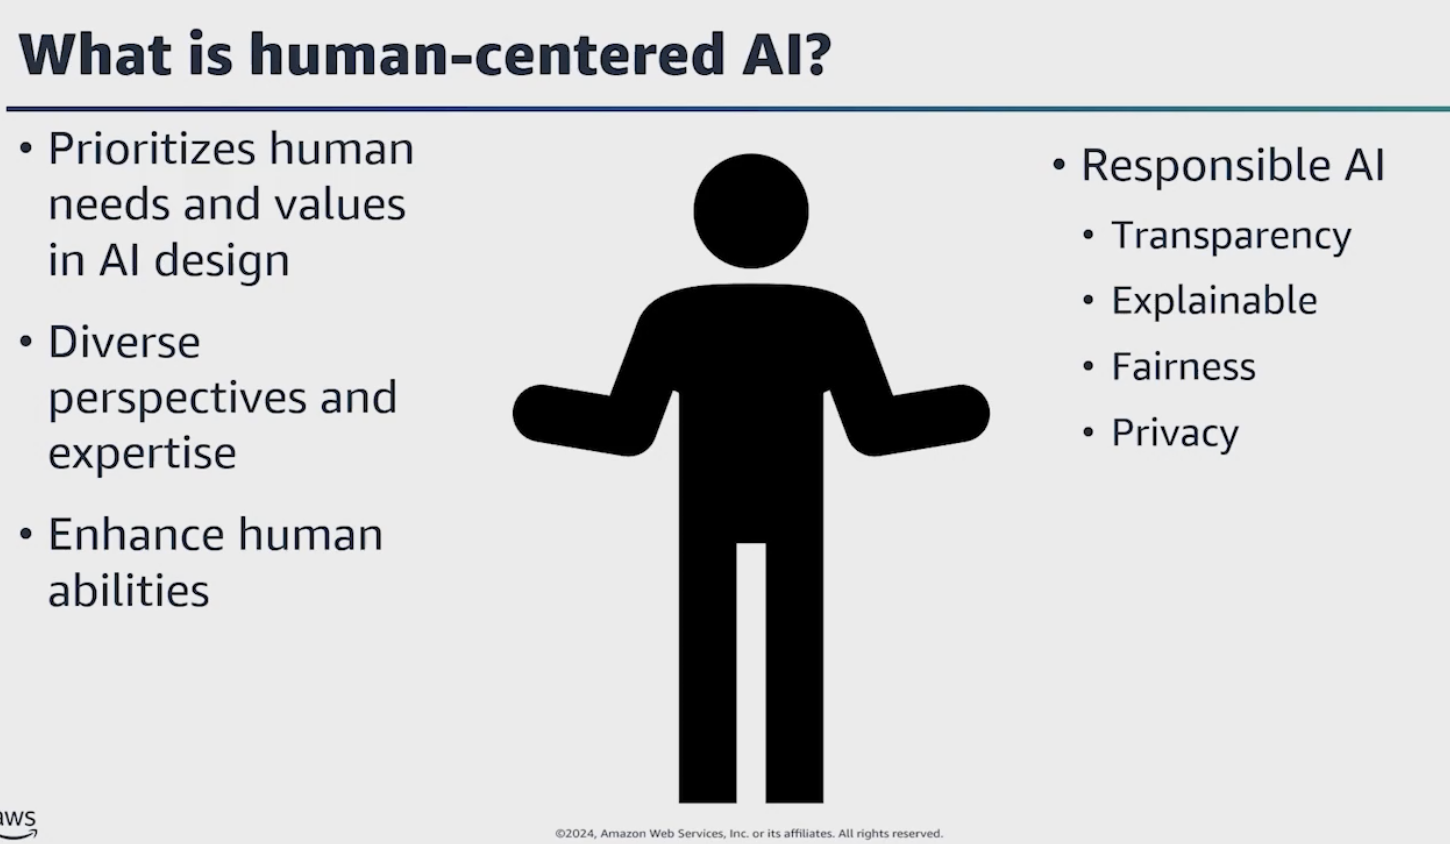 What is human-centered AI?
• Prioritizes human
needs and values
in AI design
• Diverse
perspectives and
expertise
• Enhance human
abilities
• Responsible AI
• Transparency
• Explainable
• Fairness
• Privacy
aws
©2024, Amazon Web Services, Inc. or its affiliates. All rights reserved.